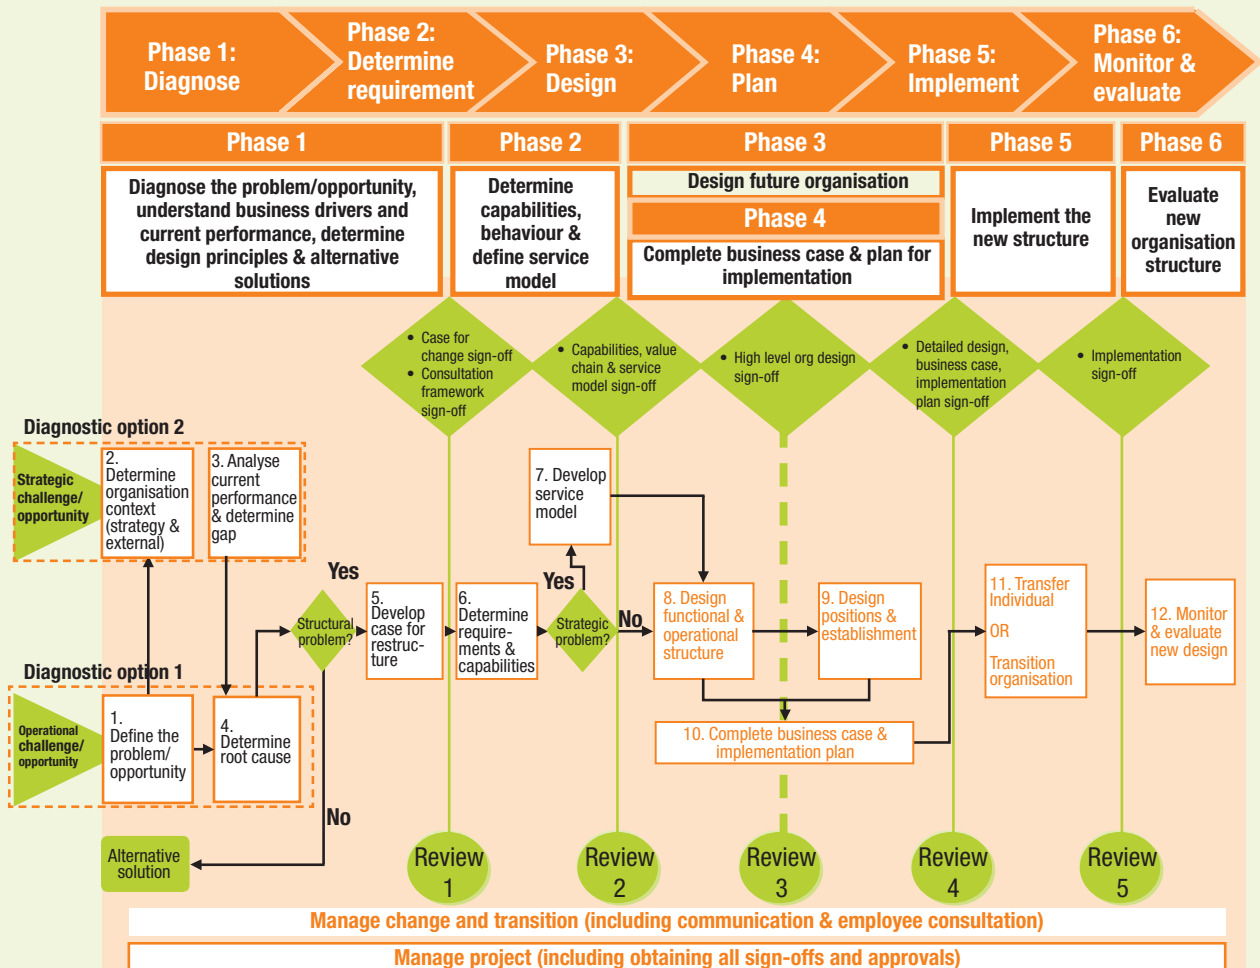 Phase 1:
Diagnose
Phase 2:
Determine
requirement
Phase 3:
Design
Phase 4:
Plan
Phase 5:
Implement
Phase 6:
Monitor &
evaluate
Phase 1
Phase 2
Phase 3
Phase 5
Phase 6
Diagnose the problem/opportunity,
understand business drivers and
current performance, determine
design principles & alternative
solutions
Determine
capabilities,
behaviour &
define service
model
Design future organisation
Phase 4
Complete business case & plan for
implementation
Implement the
new structure
Evaluate
new
organisation
structure
• Case for
change sign-off
• Consultation
framework
sign-off
• Capabilities, value
chain & service
model sign-off
• High level org design
sign-off
• Detailed design,
business case,
implementation
plan sign-off
• Implementation
sign-off
Diagnostic option 2
Strategic
challenge/
opportunity
2.
Determine
organisation
context
(strategy &
external)
3. Analyse
current
performance
& determine
gap
7. Develop
service
model
Yes
Structural
problem?
5.
Develop
case for
restruc-
ture
6.
Determine
require-
ments &
capabilities
Yes
Strategic
problem?
No
8. Design
functional &
operational
structure
9. Design
positions &
establishment
11. Transfer
Individual
OR
Transition
organisation
12. Monitor
& evaluate
new design
Diagnostic option 1
Operational
challenge/
opportunity
1.
Define the
problem/
opportunity
4.
Determine
root cause
10. Complete business case &
implementation plan
No
Alternative
solution
Review
1
Review
2
Review
3
Review
4
Review
5
Manage change and transition (including communication & employee consultation)
Manage project (including obtaining all sign-offs and approvals)